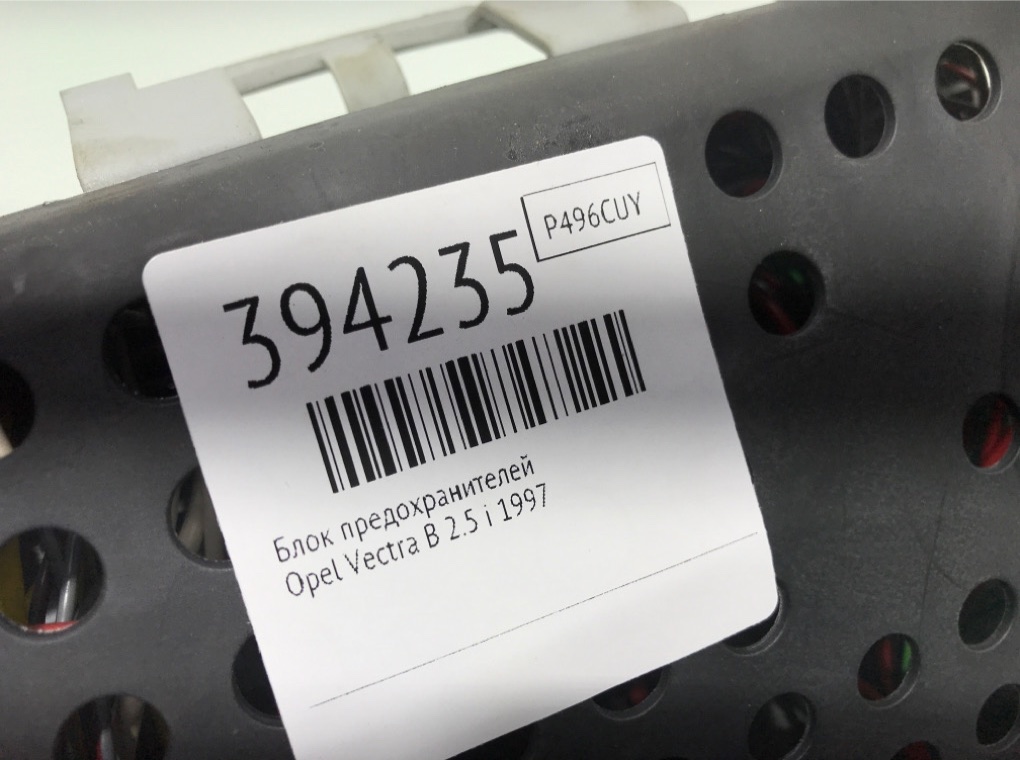 P496CUY
394235
Блок предохранителей
Opel Vectra B 2.5 i 1997